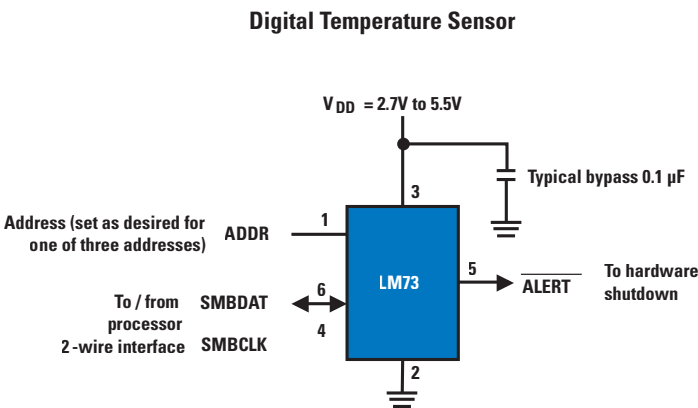 Digital Temperature Sensor
V DD = 2.7V to 5.5V
Typical bypass 0.1 µF
3
Address (set as desired for
one of three addresses)
ADDR
1
LM73
5
ALERT
To hardware
shutdown
To / from
processor
2-wire interface
SMBDAT
6
SMBCLK
4
2